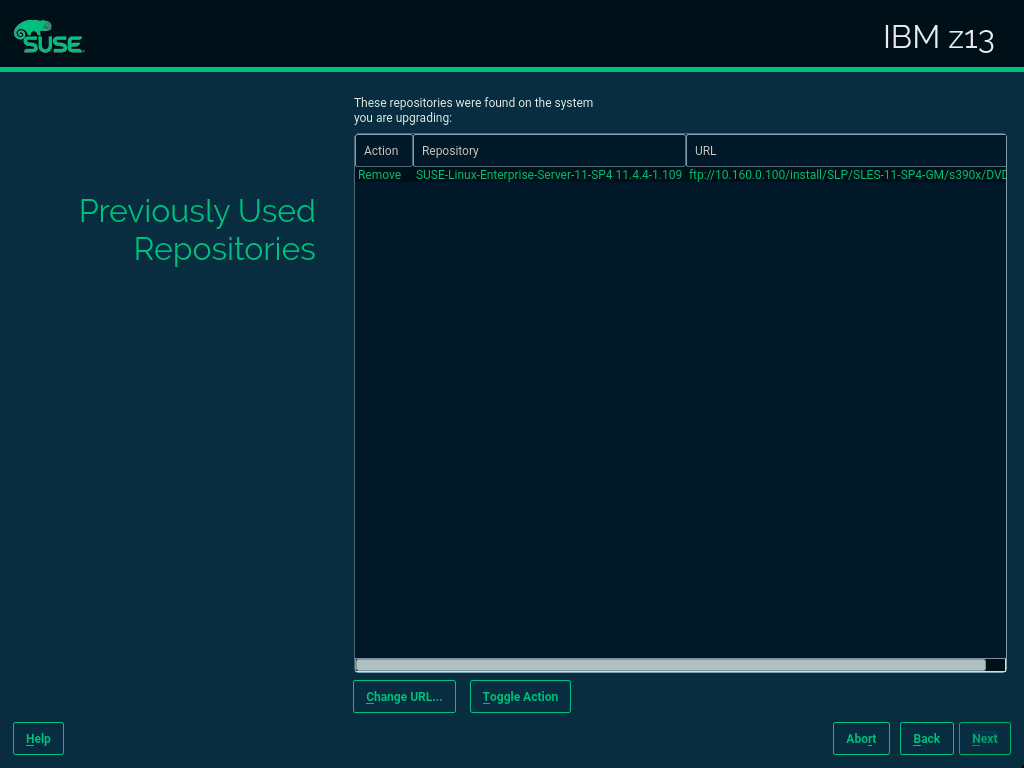 SUSE
IBM z13
These repositories were found on the system
you are upgrading:
Previously Used
Repositories
Action Repository URL
Remove SUSE-Linux-Enterprise-Server-11-SP4 11.4.4-1.109 ftp://10.160.0.100/install/SLP/SLES-11-SP4-GM/s390x/DVD
Change URL... Toggle Action
Help Abort Back Next